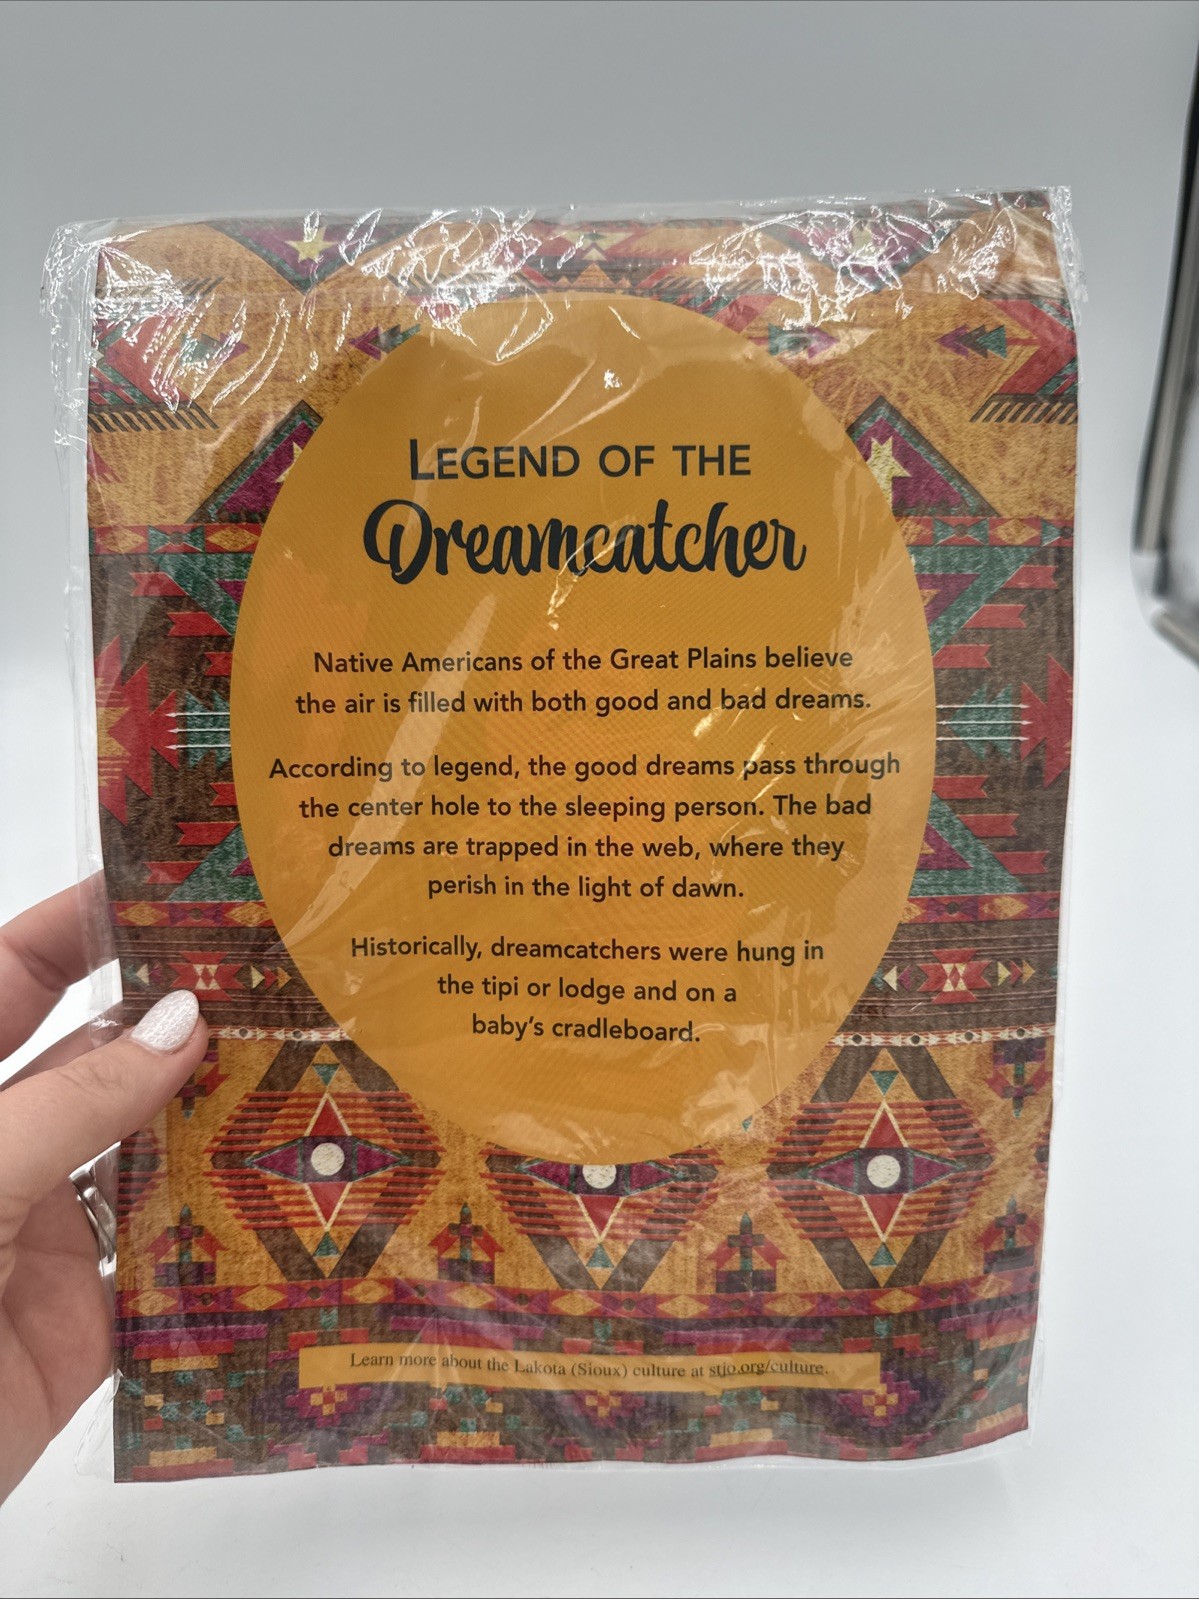 LEGEND OF THE
Dreamcatcher
Native Americans of the Great Plains believe
the air is filled with both good and bad dreams.
According to legend, the good dreams pass through
the center hole to the sleeping person. The bad
dreams are trapped in the web, where they
perish in the light of dawn.
Historically, dreamcatchers were hung in
the tipi or lodge and on a
baby's cradleboard.
Learn more about the Lakota (Sioux) culture at stjo.org/culture.